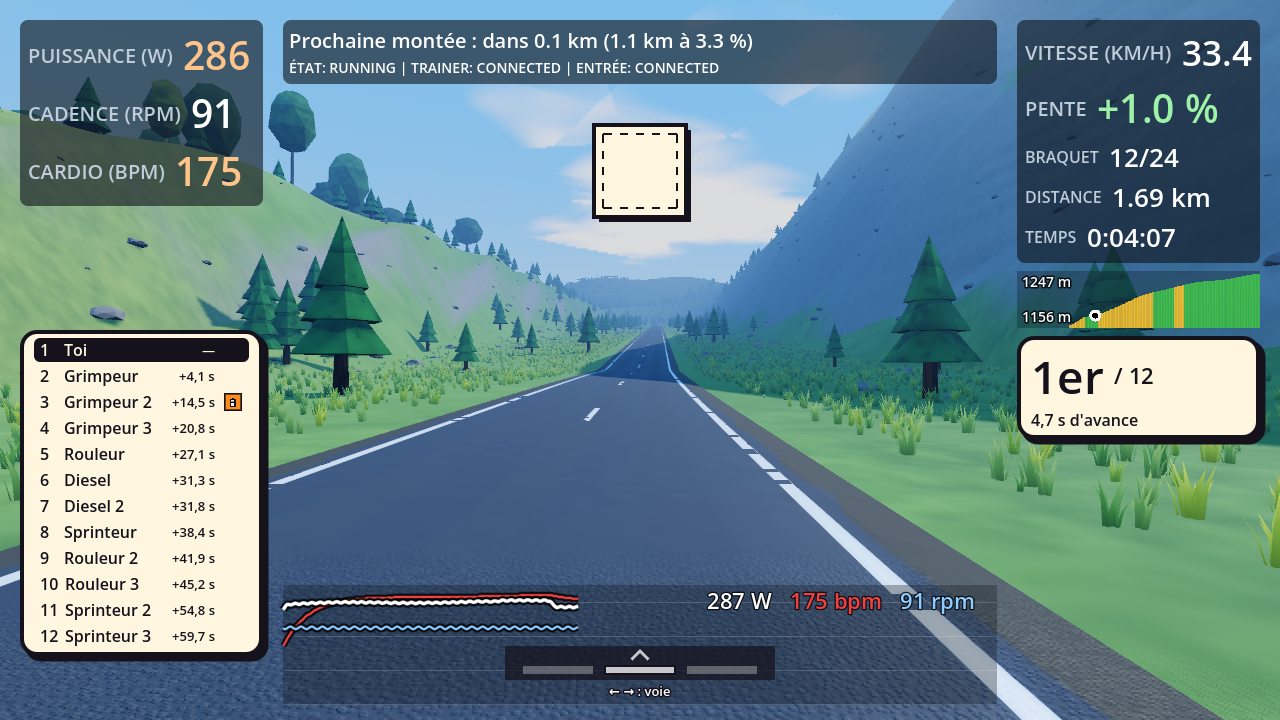 PUISSANCE (W) 286
CADENCE (RPM) 91
CARDIO (BPM) 175
Prochaine montée : dans 0.1 km (1.1 km à 3.3 %)
ÉTAT: RUNNING | TRAINER: CONNECTED | ENTRÉE: CONNECTED
VITESSE (KM/H) 33.4
PENTE +1.0 %
BRAQUET 12/24
DISTANCE 1.69 km
TEMPS 0:04:07
1247 m
1156 m
1er / 12
4,7 s d'avance
1 Toi —
2 Grimpeur +4,1 s
3 Grimpeur 2 +14,5 s
4 Grimpeur 3 +20,8 s
5 Rouleur +27,1 s
6 Diesel +31,3 s
7 Diesel 2 +31,8 s
8 Sprinteur +38,4 s
9 Rouleur 2 +41,9 s
10 Rouleur 3 +45,2 s
11 Sprinteur 2 +54,8 s
12 Sprinteur 3 +59,7 s
287 W 175 bpm 91 rpm
← → : voie